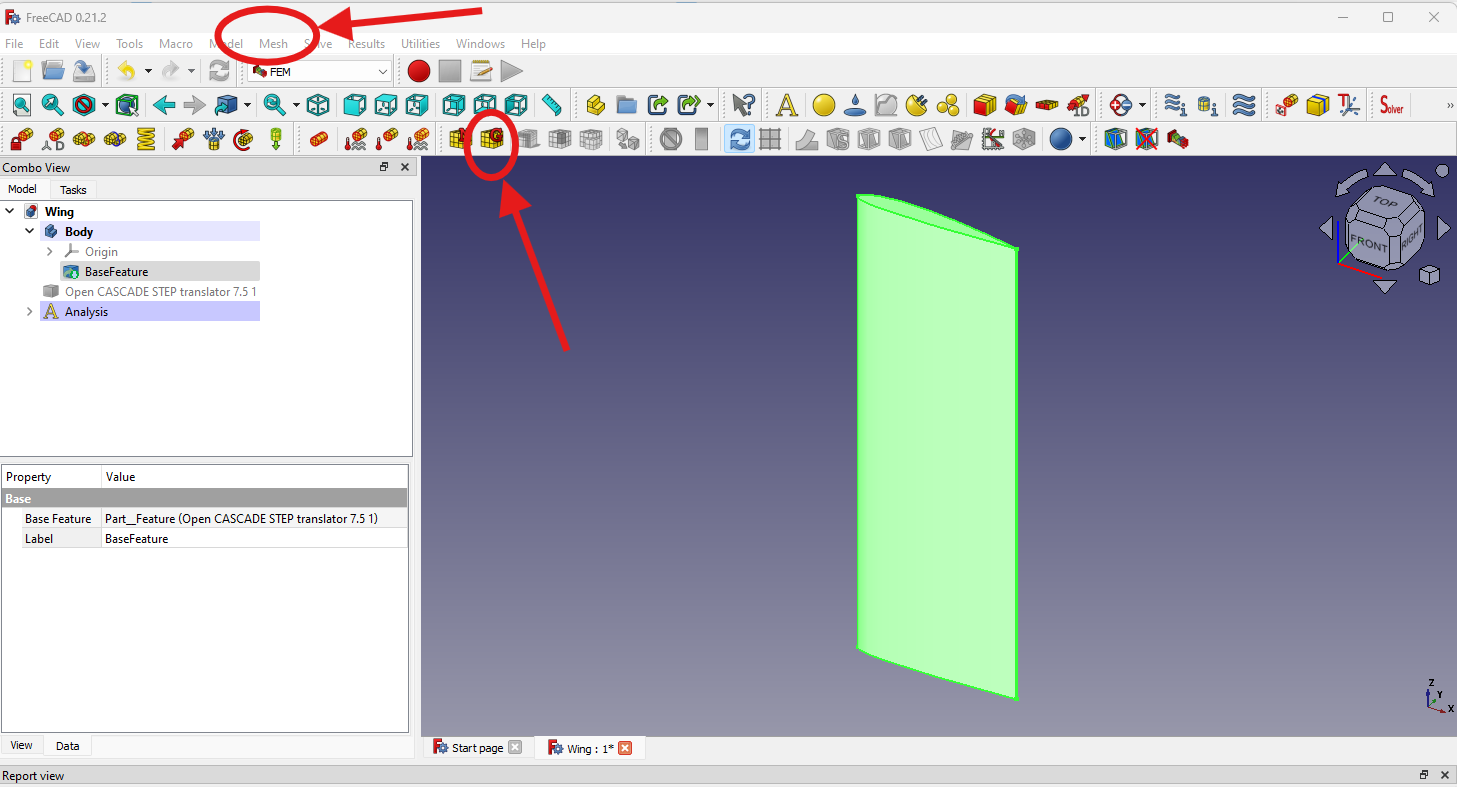 FreeCAD 0.21.2
File Edit View Tools Macro Model Mesh Solve Results Utilities Windows Help
FEM
Solver
Combo View
Model Tasks
Wing
Body
Origin
BaseFeature
Open CASCADE STEP translator 7.5 1
Analysis
TOP
FRONT
RIGHT
Property Value
Base
Base Feature Part__Feature (Open CASCADE STEP translator 7.5 1)
Label BaseFeature
Z
Y
X
View Data
Start page Wing : 1*
Report view